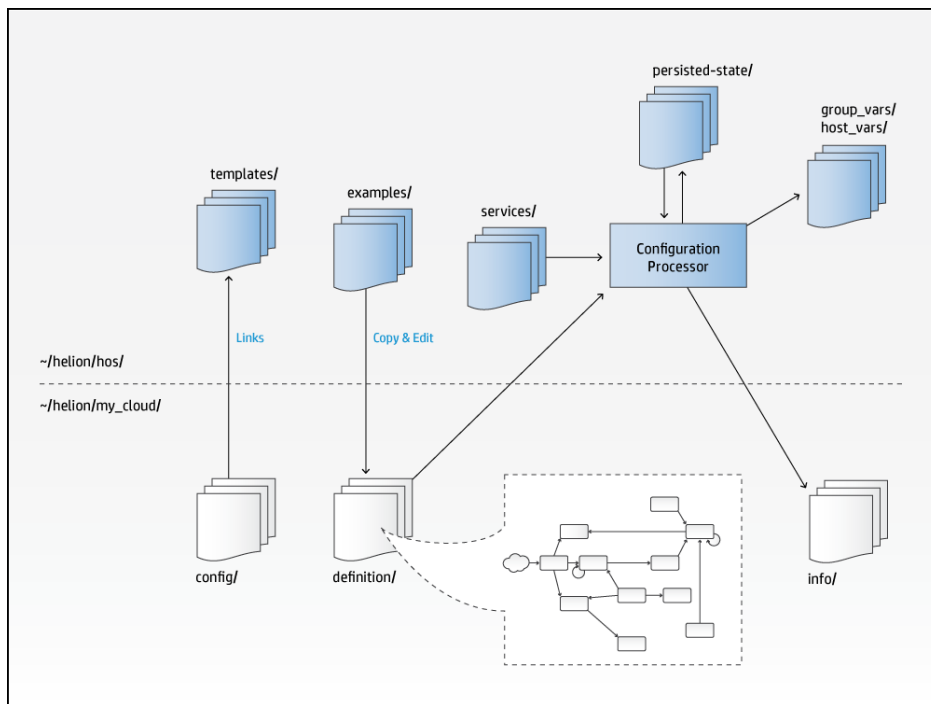 persisted-state/
group_vars/
host_vars/
templates/
examples/
services/
Configuration
Processor
Links
Copy & Edit
~/helion/hos/
~/helion/my_cloud/
config/
definition/
info/